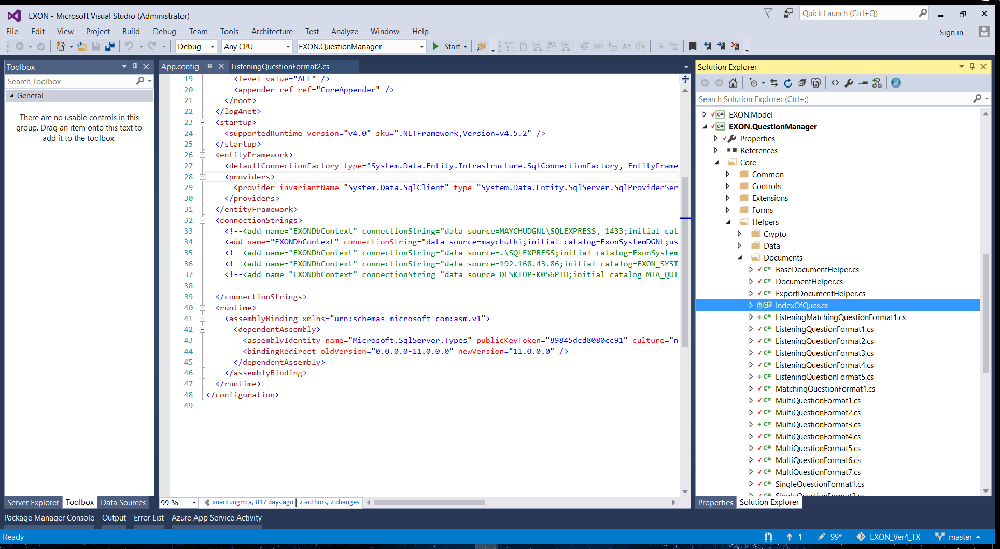 EXON - Microsoft Visual Studio (Administrator)
Quick Launch (Ctrl+Q)
File Edit View Project Build Debug Team Tools Architecture Test Analyze Window Help
Sign in
Debug Any CPU EXON.QuestionManager Start
Toolbox
Search Toolbox
General
There are no usable controls in this
group. Drag an item onto this text to
add it to the toolbox.
Server Explorer Toolbox Data Sources
App.config ListeningQuestionFormat2.cs
19 <level value="ALL" />
20 <appender-ref ref="CoreAppender" />
21 </root>
22 </log4net>
23 <startup>
24 <supportedRuntime version="v4.0" sku=".NETFramework,Version=v4.5.2" />
25 </startup>
26 <entityFramework>
27 <defaultConnectionFactory type="System.Data.Entity.Infrastructure.SqlConnectionFactory, EntityFrame
28 <providers>
29 <provider invariantName="System.Data.SqlClient" type="System.Data.Entity.SqlServer.SqlProviderSer
30 </providers>
31 </entityFramework>
32 <connectionStrings>
33 <!--<add name="EXONDbContext" connectionString="data source=MAYCHUDGNL\SQLEXPRESS, 1433;initial cata
34 <add name="EXONDbContext" connectionString="data source=maychuthi;initial catalog=ExonSystemDGNL;us
35 <!--<add name="EXONDbContext" connectionString="data source=.\SQLEXPRESS;initial catalog=ExonSystem
36 <!--<add name="EXONDbContext" connectionString="data source=192.168.43.86;initial catalog=EXON_SYST
37 <!--<add name="EXONDbContext" connectionString="data source=DESKTOP-K056PID;initial catalog=MTA_QUI
38
39 </connectionStrings>
40 <runtime>
41 <assemblyBinding xmlns="urn:schemas-microsoft-com:asm.v1">
42 <dependentAssembly>
43 <assemblyIdentity name="Microsoft.SqlServer.Types" publicKeyToken="89845dcd8080cc91" culture="n
44 <bindingRedirect oldVersion="0.0.0.0-11.0.0.0" newVersion="11.0.0.0" />
45 </dependentAssembly>
46 </assemblyBinding>
47 </runtime>
48 </configuration>
49
99 % xuantungmta, 817 days ago | 2 authors, 2 changes
Solution Explorer
Search Solution Explorer (Ctrl+;)
EXON.Model
EXON.QuestionManager
Properties
References
Core
Common
Controls
Extensions
Forms
Helpers
Crypto
Data
Documents
BaseDocumentHelper.cs
DocumentHelper.cs
ExportDocumentHelper.cs
IndexOfQues.cs
ListeningMatchingQuestionFormat1.cs
ListeningQuestionFormat1.cs
ListeningQuestionFormat2.cs
ListeningQuestionFormat3.cs
ListeningQuestionFormat4.cs
ListeningQuestionFormat5.cs
MatchingQuestionFormat1.cs
MultiQuestionFormat1.cs
MultiQuestionFormat2.cs
MultiQuestionFormat3.cs
MultiQuestionFormat4.cs
MultiQuestionFormat5.cs
MultiQuestionFormat6.cs
MultiQuestionFormat7.cs
SingleQuestionFormat1.cs
SingleQuestionFormat2.cs
Properties Solution Explorer
Package Manager Console Output Error List Azure App Service Activity
Ready
1 99* EXON_Ver4_TX master